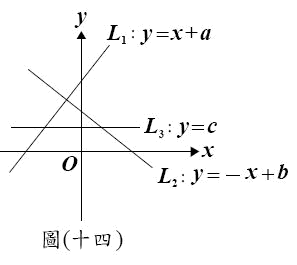 y
L₁: y=x+a
L₃: y=c
x
O
L₂: y=-x+b
圖(十四)